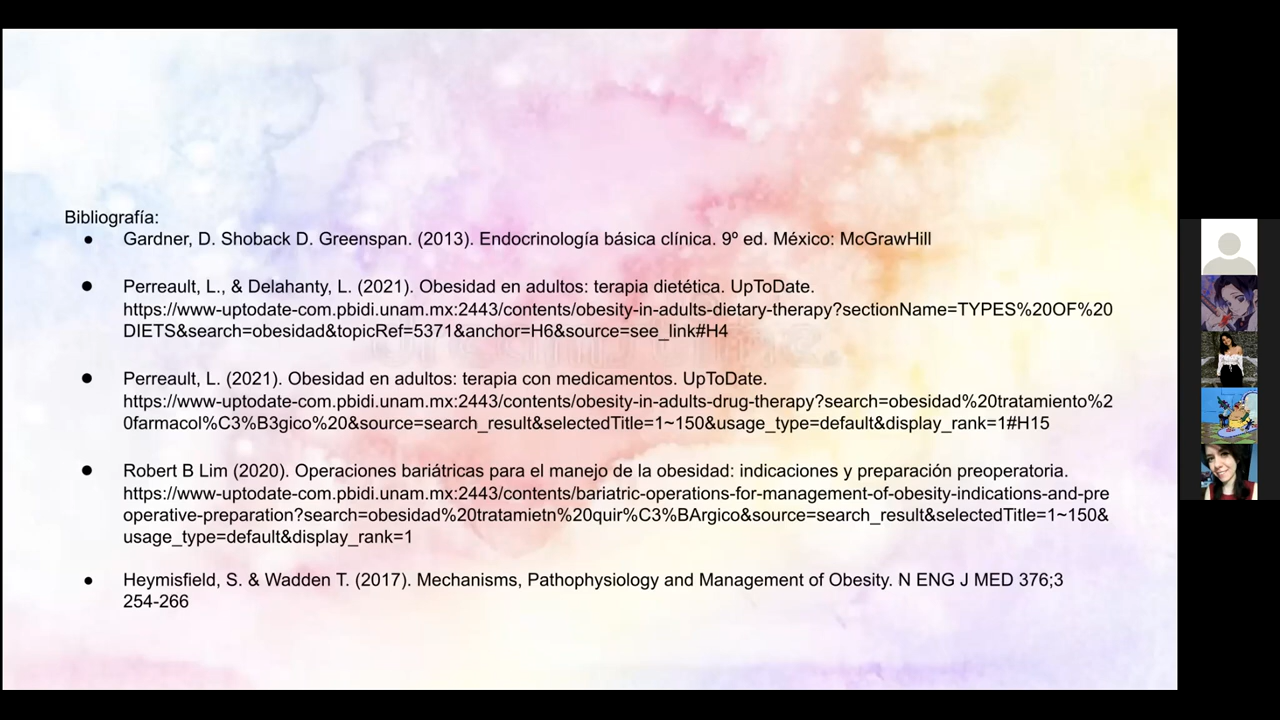 Bibliografía:
● Gardner, D. Shoback D. Greenspan. (2013). Endocrinología básica clínica. 9º ed. México: McGrawHill
● Perreault, L., & Delahanty, L. (2021). Obesidad en adultos: terapia dietética. UpToDate.
https://www-uptodate-com.pbidi.unam.mx:2443/contents/obesity-in-adults-dietary-therapy?sectionName=TYPES%20OF%20
DIETS&search=obesidad&topicRef=5371&anchor=H6&source=see_link#H4
● Perreault, L. (2021). Obesidad en adultos: terapia con medicamentos. UpToDate.
https://www-uptodate-com.pbidi.unam.mx:2443/contents/obesity-in-adults-drug-therapy?search=obesidad%20tratamiento%2
0farmacol%C3%B3gico%20&source=search_result&selectedTitle=1~150&usage_type=default&display_rank=1#H15
● Robert B Lim (2020). Operaciones bariátricas para el manejo de la obesidad: indicaciones y preparación preoperatoria.
https://www-uptodate-com.pbidi.unam.mx:2443/contents/bariatric-operations-for-management-of-obesity-indications-and-pre
operative-preparation?search=obesidad%20tratamietn%20quir%C3%BArgico&source=search_result&selectedTitle=1~150&
usage_type=default&display_rank=1
● Heymisfield, S. & Wadden T. (2017). Mechanisms, Pathophysiology and Management of Obesity. N ENG J MED 376;3
254-266